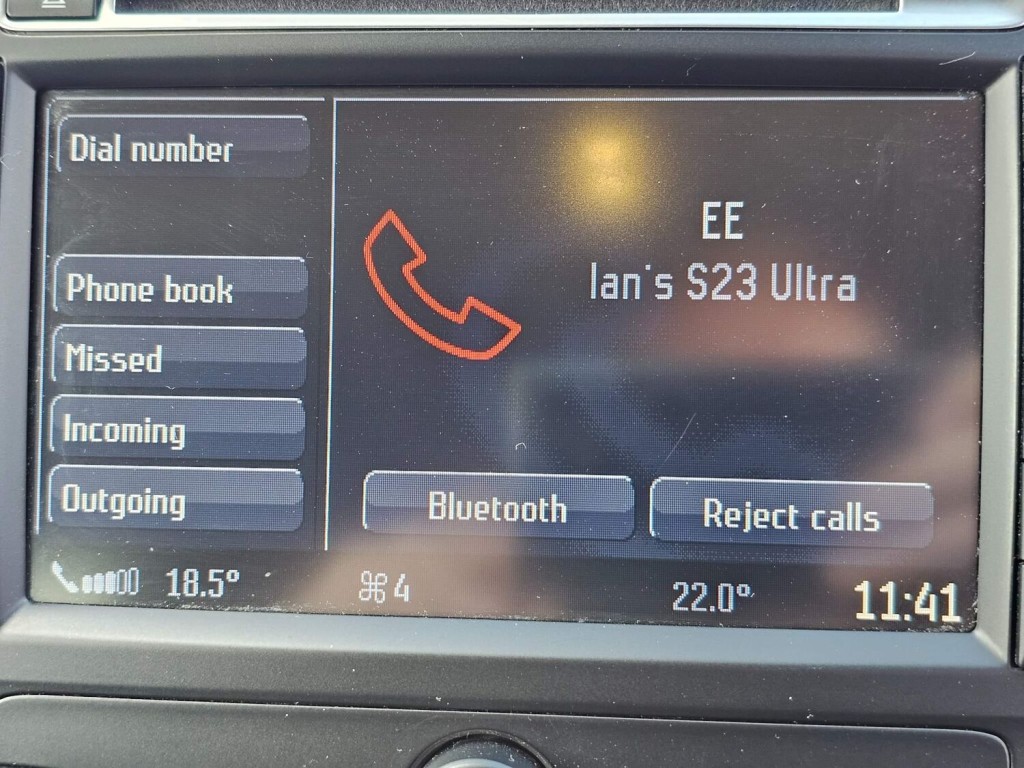 Dial number
Phone book
Missed
Incoming
Outgoing
EE
Ian's S23 Ultra
Bluetooth
Reject calls
18.5° ⌘ 4 22.0° 11:41